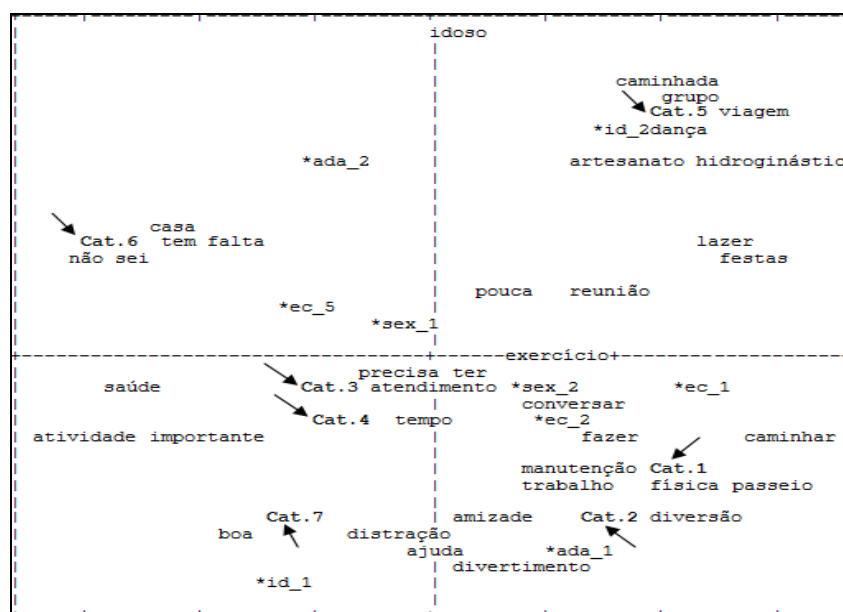 idoso
caminhada
grupo
Cat.5 viagem
*id_2dança
*ada_2 artesanato hidroginástic
casa
Cat.6 tem falta lazer
não sei festas
pouca reunião
*ec_5
*sex_1
exercício
precisa ter
saúde Cat.3 atendimento *sex_2 *ec_1
conversar
Cat.4 tempo *ec_2
atividade importante fazer caminhar
manutenção Cat.1
trabalho física passeio
Cat.7 amizade Cat.2 diversão
boa distração
ajuda *ada_1
divertimento
*id_1